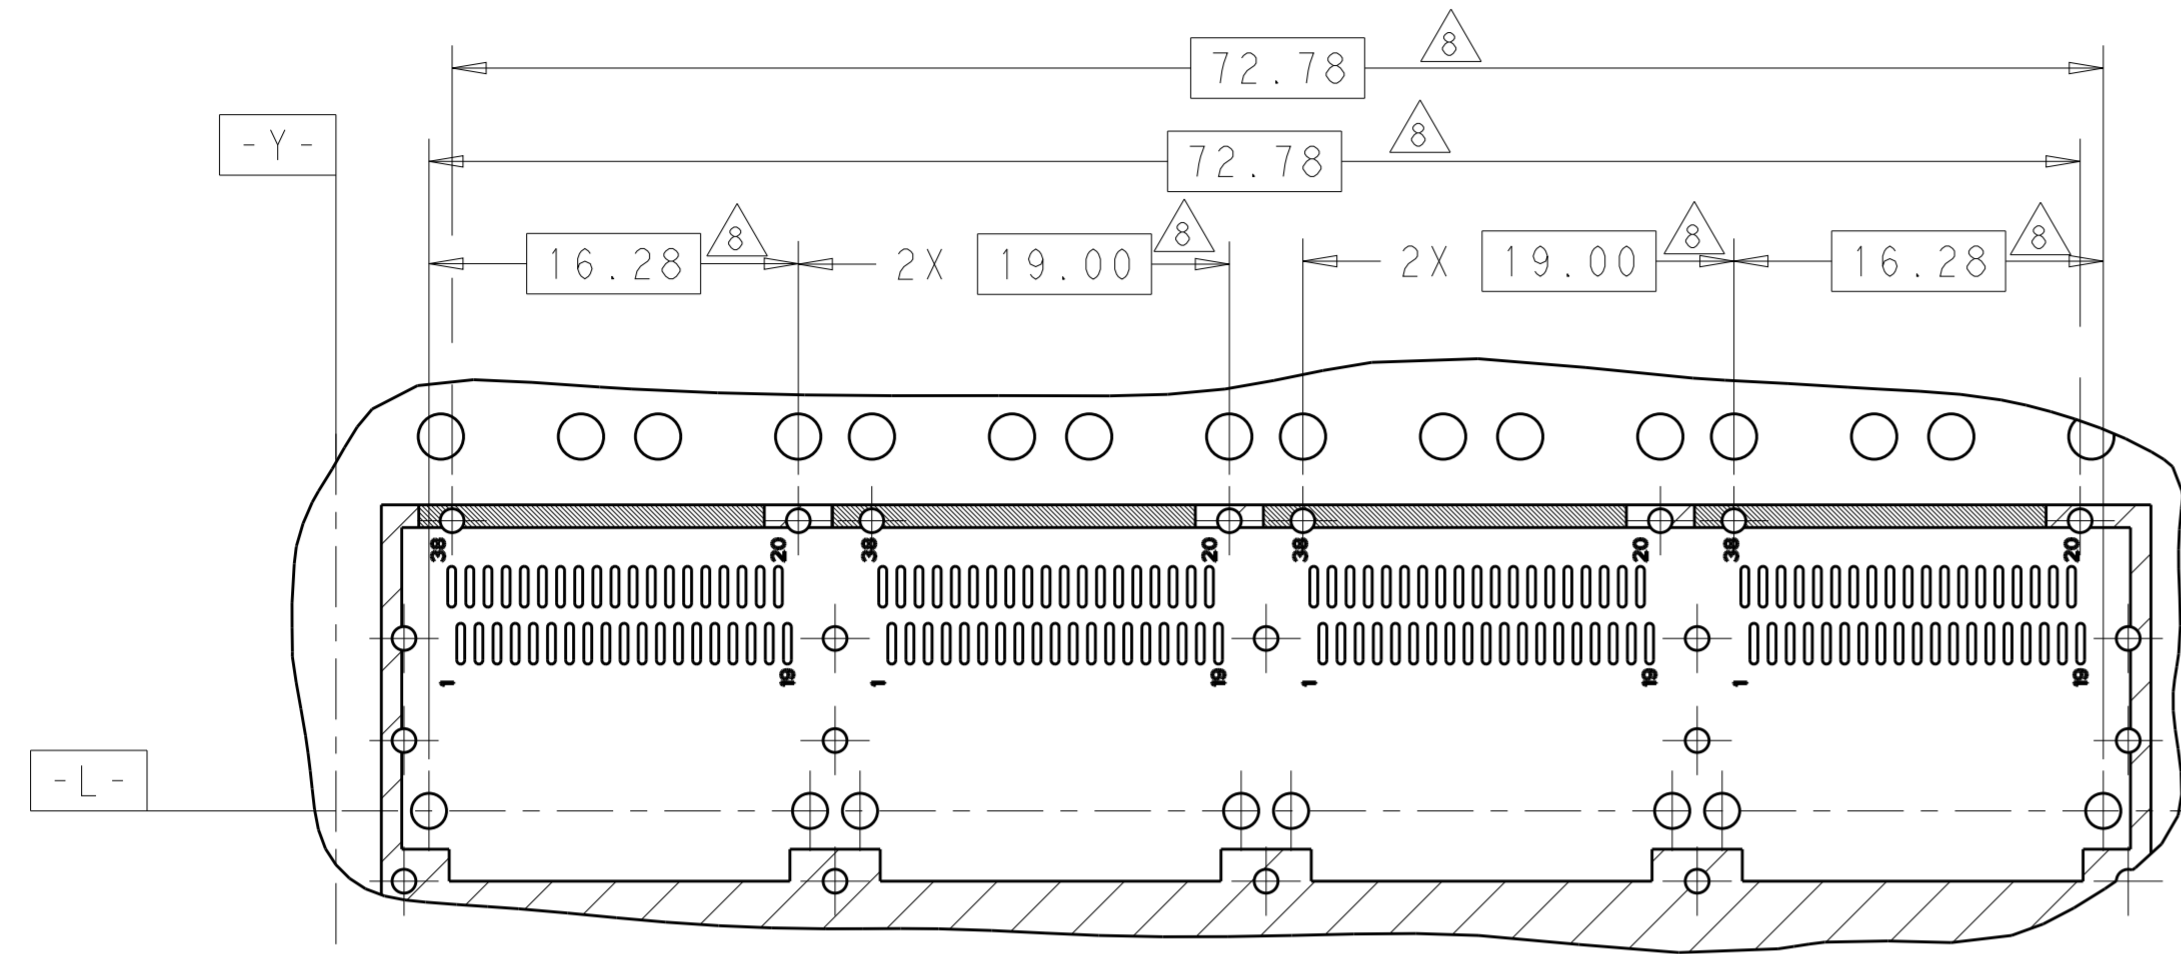 72.78 8
-Y-
72.78 8
16.28 8 2X 19.00 8 2X 19.00 8 16.28 8
38 20 38 20 38 20 38 20
1 19 1 19 1 19 1 19
-L-